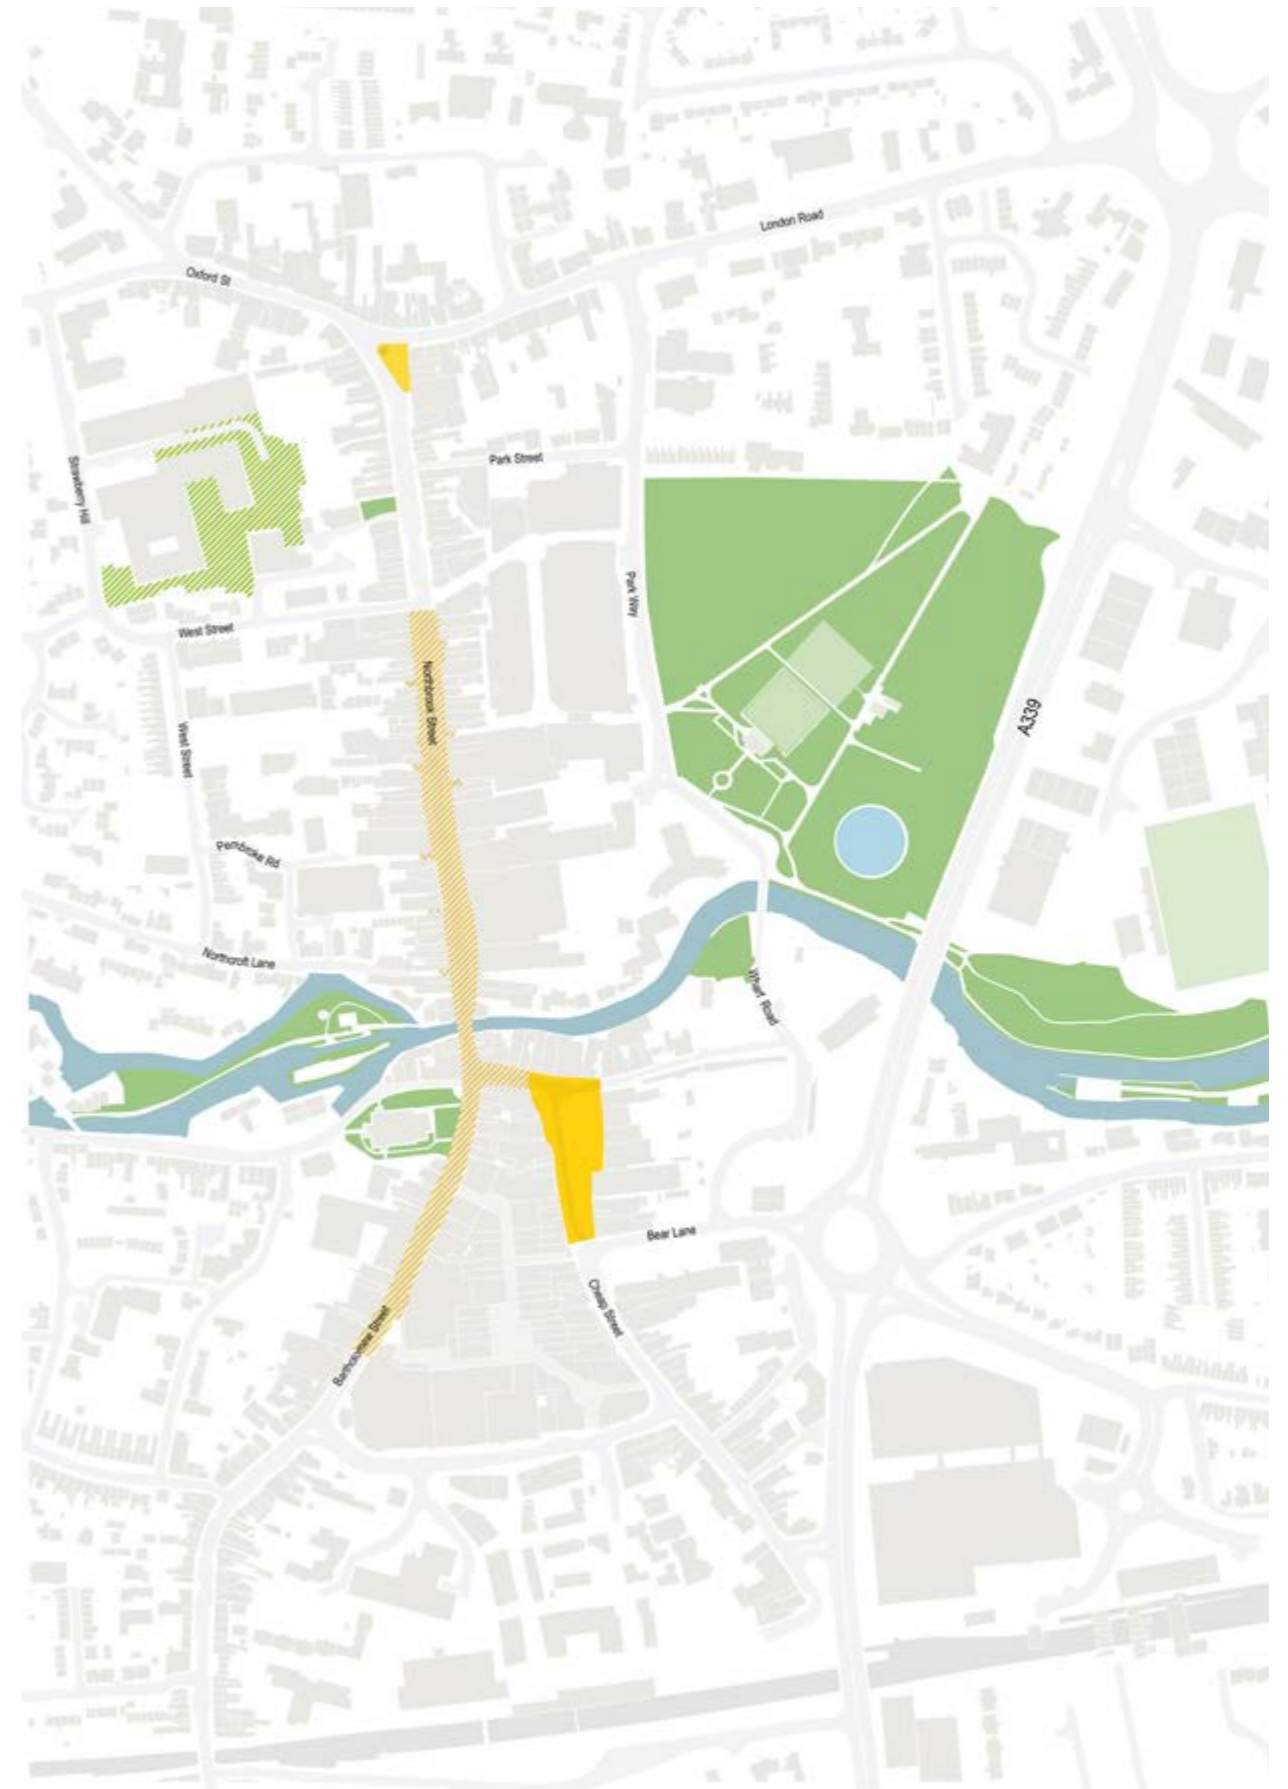 London Road
Oxford St
Park Street
Strawberry Hill
Park Way
West Street
Northbrook Street
A339
West Street
Pembroke Rd
Northcroft Lane
Wharf Road
Bear Lane
Cheap Street
Bartholomew Street